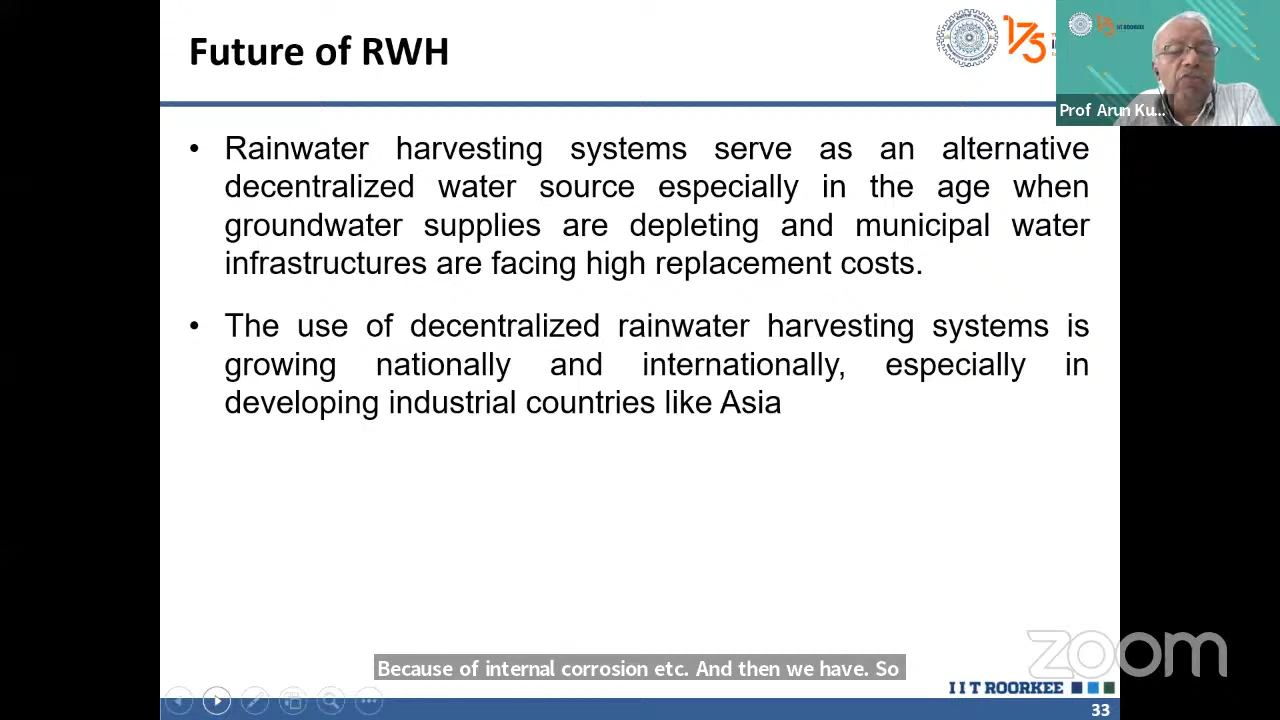 Future of RWH
175
IIT ROORKEE
Prof Arun Ku...
• Rainwater harvesting systems serve as an alternative
decentralized water source especially in the age when
groundwater supplies are depleting and municipal water
infrastructures are facing high replacement costs.
• The use of decentralized rainwater harvesting systems is
growing nationally and internationally, especially in
developing industrial countries like Asia
zoom
Because of internal corrosion etc. And then we have. So
I I T ROORKEE
33